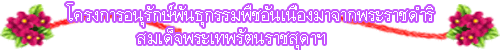 โครงการอนุรักษ์พันธุกรรมพืชอันเนื่องมาจากพระราชดำริ
สมเด็จพระเทพรัตนราชสุดาฯ